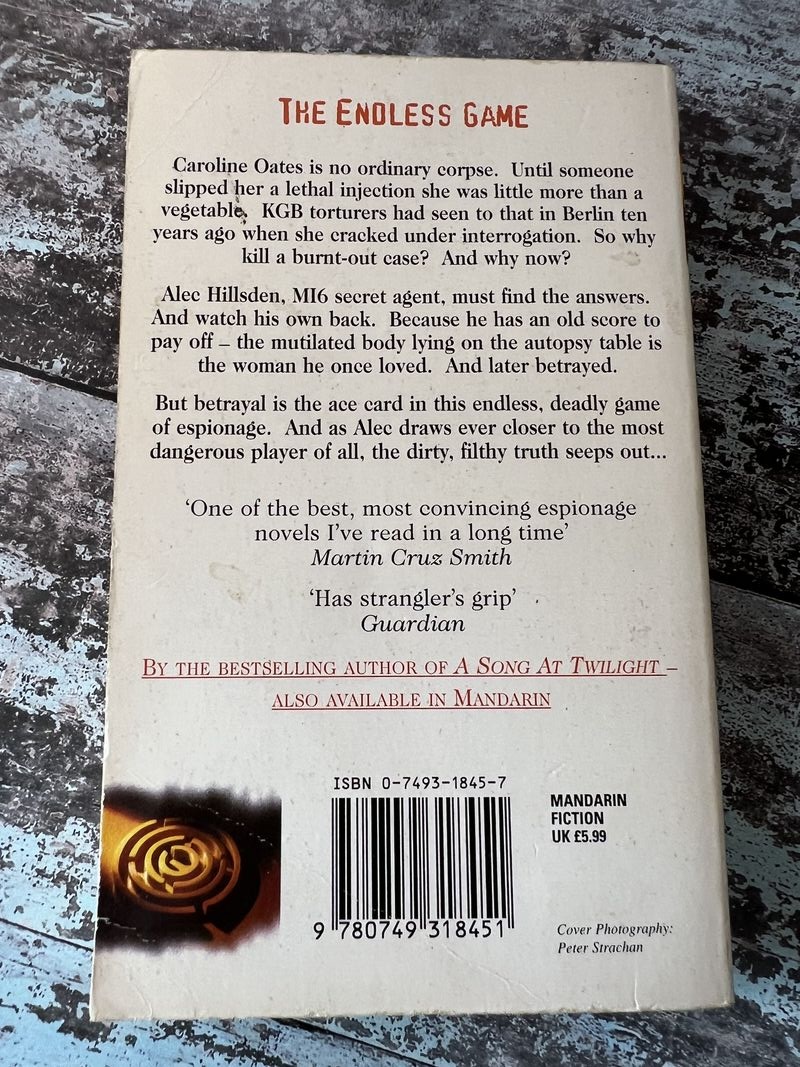 THE ENDLESS GAME
Caroline Oates is no ordinary corpse. Until someone
slipped her a lethal injection she was little more than a
vegetable. KGB torturers had seen to that in Berlin ten
years ago when she cracked under interrogation. So why
kill a burnt-out case? And why now?
Alec Hillsden, MI6 secret agent, must find the answers.
And watch his own back. Because he has an old score to
pay off – the mutilated body lying on the autopsy table is
the woman he once loved. And later betrayed.
But betrayal is the ace card in this endless, deadly game
of espionage. And as Alec draws ever closer to the most
dangerous player of all, the dirty, filthy truth seeps out...
‘One of the best, most convincing espionage
novels I've read in a long time’
Martin Cruz Smith
‘Has strangler's grip’
Guardian
BY THE BESTSELLING AUTHOR OF A SONG AT TWILIGHT –
ALSO AVAILABLE IN MANDARIN
ISBN 0-7493-1845-7
9 780749 318451
MANDARIN
FICTION
UK £5.99
Cover Photography:
Peter Strachan